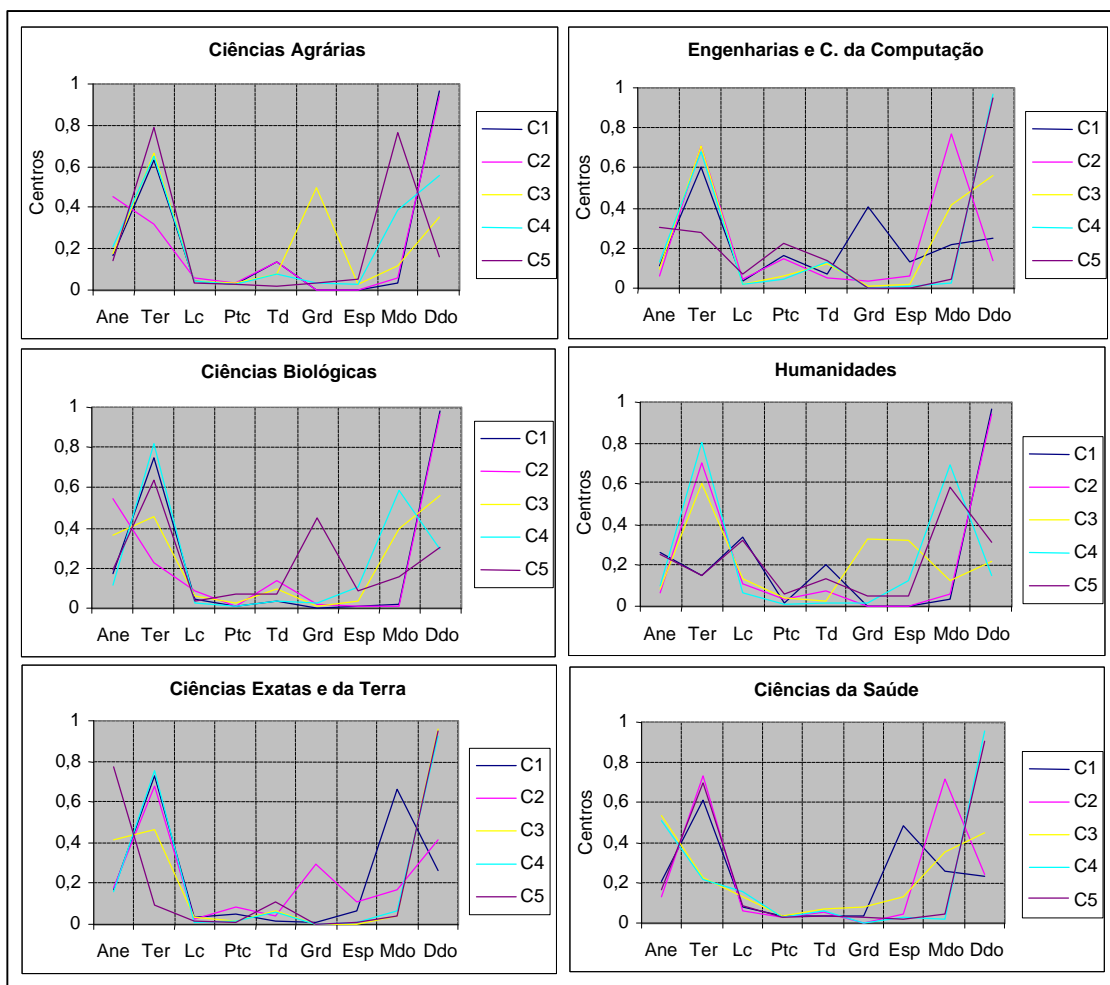 Ciências Agrárias
1
0,8
0,6
0,4
0,2
0
Centros
Ane Ter Lc Ptc Td Grd Esp Mdo Ddo
C1
C2
C3
C4
C5
Engenharias e C. da Computação
1
0,8
0,6
0,4
0,2
0
Centros
Ane Ter Lc Ptc Td Grd Esp Mdo Ddo
C1
C2
C3
C4
C5
Ciências Biológicas
1
0,8
0,6
0,4
0,2
0
Ane Ter Lc Ptc Td Grd Esp Mdo Ddo
C1
C2
C3
C4
C5
Humanidades
1
0,8
0,6
0,4
0,2
0
Centros
Ane Ter Lc Ptc Td Grd Esp Mdo Ddo
C1
C2
C3
C4
C5
Ciências Exatas e da Terra
1
0,8
0,6
0,4
0,2
0
Ane Ter Lc Ptc Td Grd Esp Mdo Ddo
C1
C2
C3
C4
C5
Ciências da Saúde
1
0,8
0,6
0,4
0,2
0
Centros
Ane Ter Lc Ptc Td Grd Esp Mdo Ddo
C1
C2
C3
C4
C5